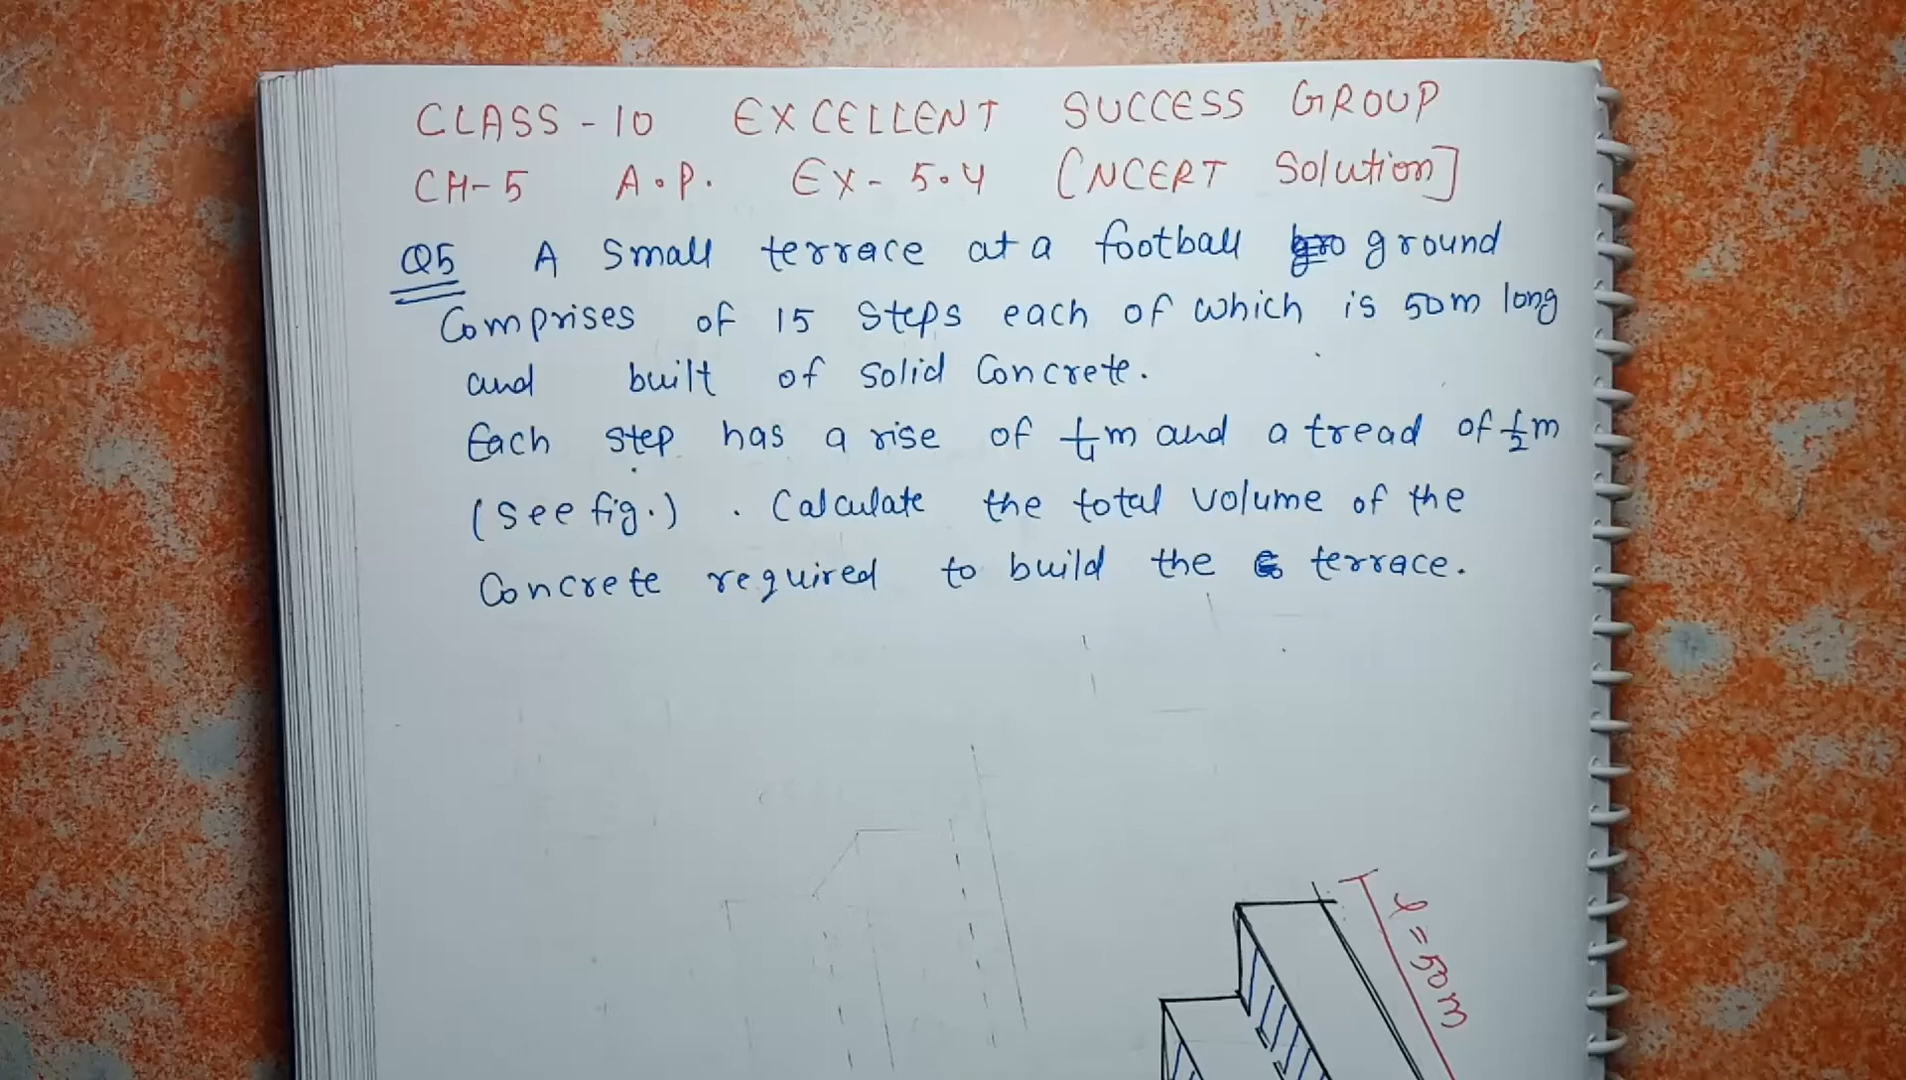 CLASS - 10 EXCELLENT SUCCESS GROUP
CH-5 A.P. EX- 5.4 [NCERT Solution]
Q5 A Small terrace at a football ground
Comprises of 15 Steps each of which is 50m long
and built of solid Concrete.
Each step has a rise of 1/4 m and a tread of 1/2 m
(See fig.). Calculate the total volume of the
Concrete required to build the terrace.
l = 50m